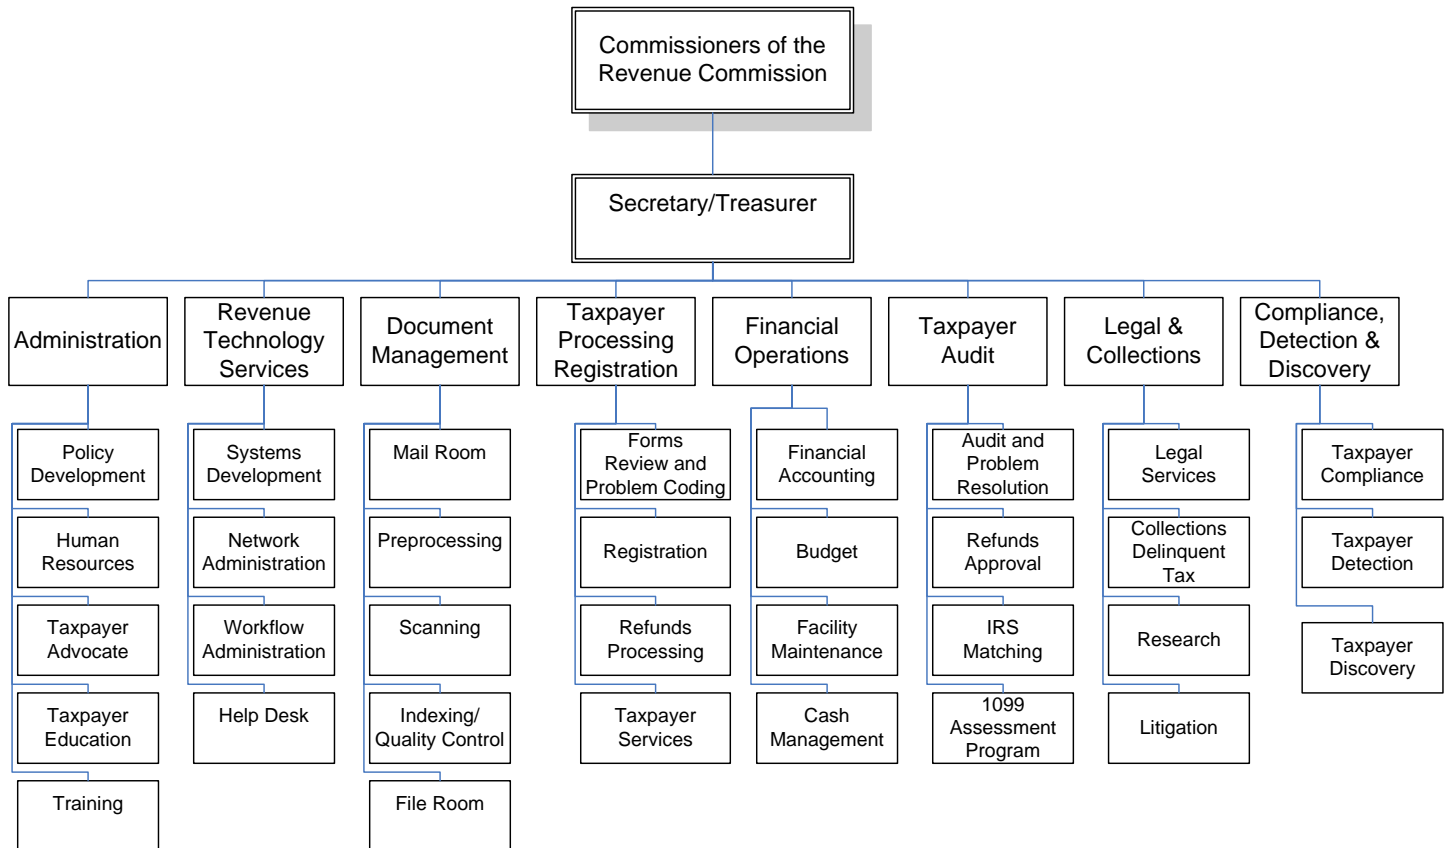 Commissioners of the
Revenue Commission
Secretary/Treasurer
Administration
Revenue
Technology
Services
Document
Management
Taxpayer
Processing
Registration
Financial
Operations
Taxpayer
Audit
Legal &
Collections
Compliance,
Detection &
Discovery
Policy
Development
Human
Resources
Taxpayer
Advocate
Taxpayer
Education
Training
Systems
Development
Network
Administration
Workflow
Administration
Help Desk
Mail Room
Preprocessing
Scanning
Indexing/
Quality Control
File Room
Forms
Review and
Problem Coding
Registration
Refunds
Processing
Taxpayer
Services
Financial
Accounting
Budget
Facility
Maintenance
Cash
Management
Audit and
Problem
Resolution
Refunds
Approval
IRS
Matching
1099
Assessment
Program
Legal
Services
Collections
Delinquent
Tax
Research
Litigation
Taxpayer
Compliance
Taxpayer
Detection
Taxpayer
Discovery